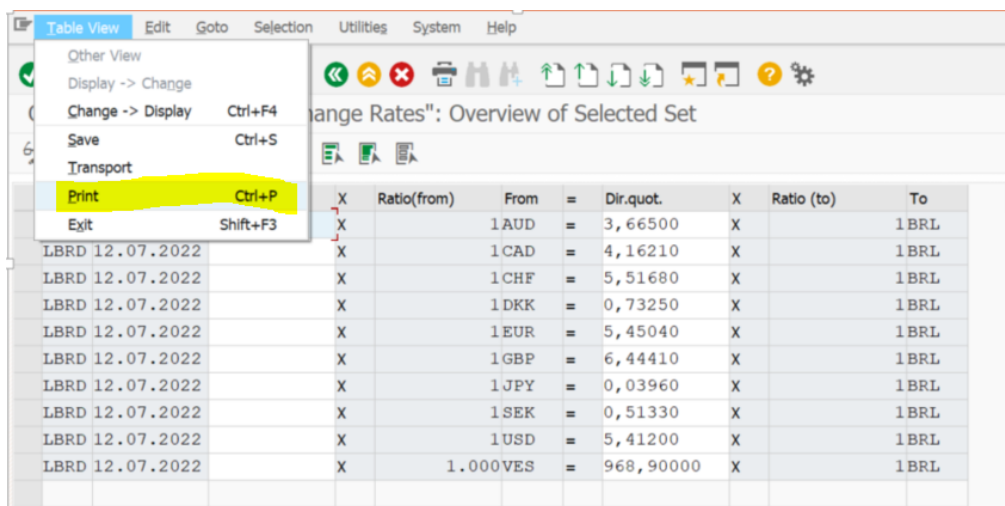 Table View Edit Goto Selection Utilities System Help
Other View
Display -> Change
Change -> Display Ctrl+F4
ange Rates": Overview of Selected Set
Save Ctrl+S
Transport
Print Ctrl+P
X Ratio(from) From = Dir.quot. X Ratio (to) To
Exit Shift+F3
X 1 AUD = 3,66500 X 1 BRL
LBRD 12.07.2022 X 1 CAD = 4,16210 X 1 BRL
LBRD 12.07.2022 X 1 CHF = 5,51680 X 1 BRL
LBRD 12.07.2022 X 1 DKK = 0,73250 X 1 BRL
LBRD 12.07.2022 X 1 EUR = 5,45040 X 1 BRL
LBRD 12.07.2022 X 1 GBP = 6,44410 X 1 BRL
LBRD 12.07.2022 X 1 JPY = 0,03960 X 1 BRL
LBRD 12.07.2022 X 1 SEK = 0,51330 X 1 BRL
LBRD 12.07.2022 X 1 USD = 5,41200 X 1 BRL
LBRD 12.07.2022 X 1.000 VES = 968,90000 X 1 BRL